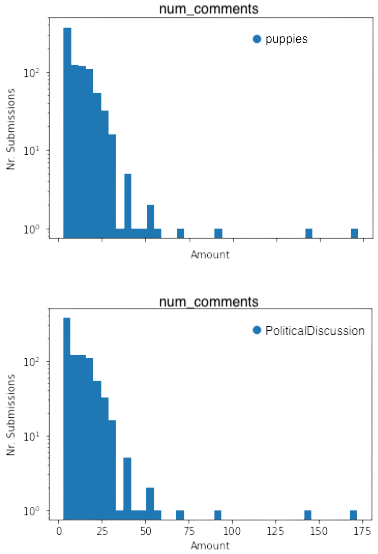 num_comments
puppies
10²
10¹
10⁰
Nr. Submissions
Amount
num_comments
PoliticalDiscussion
10²
10¹
10⁰
Nr. Submissions
0 25 50 75 100 125 150 175
Amount